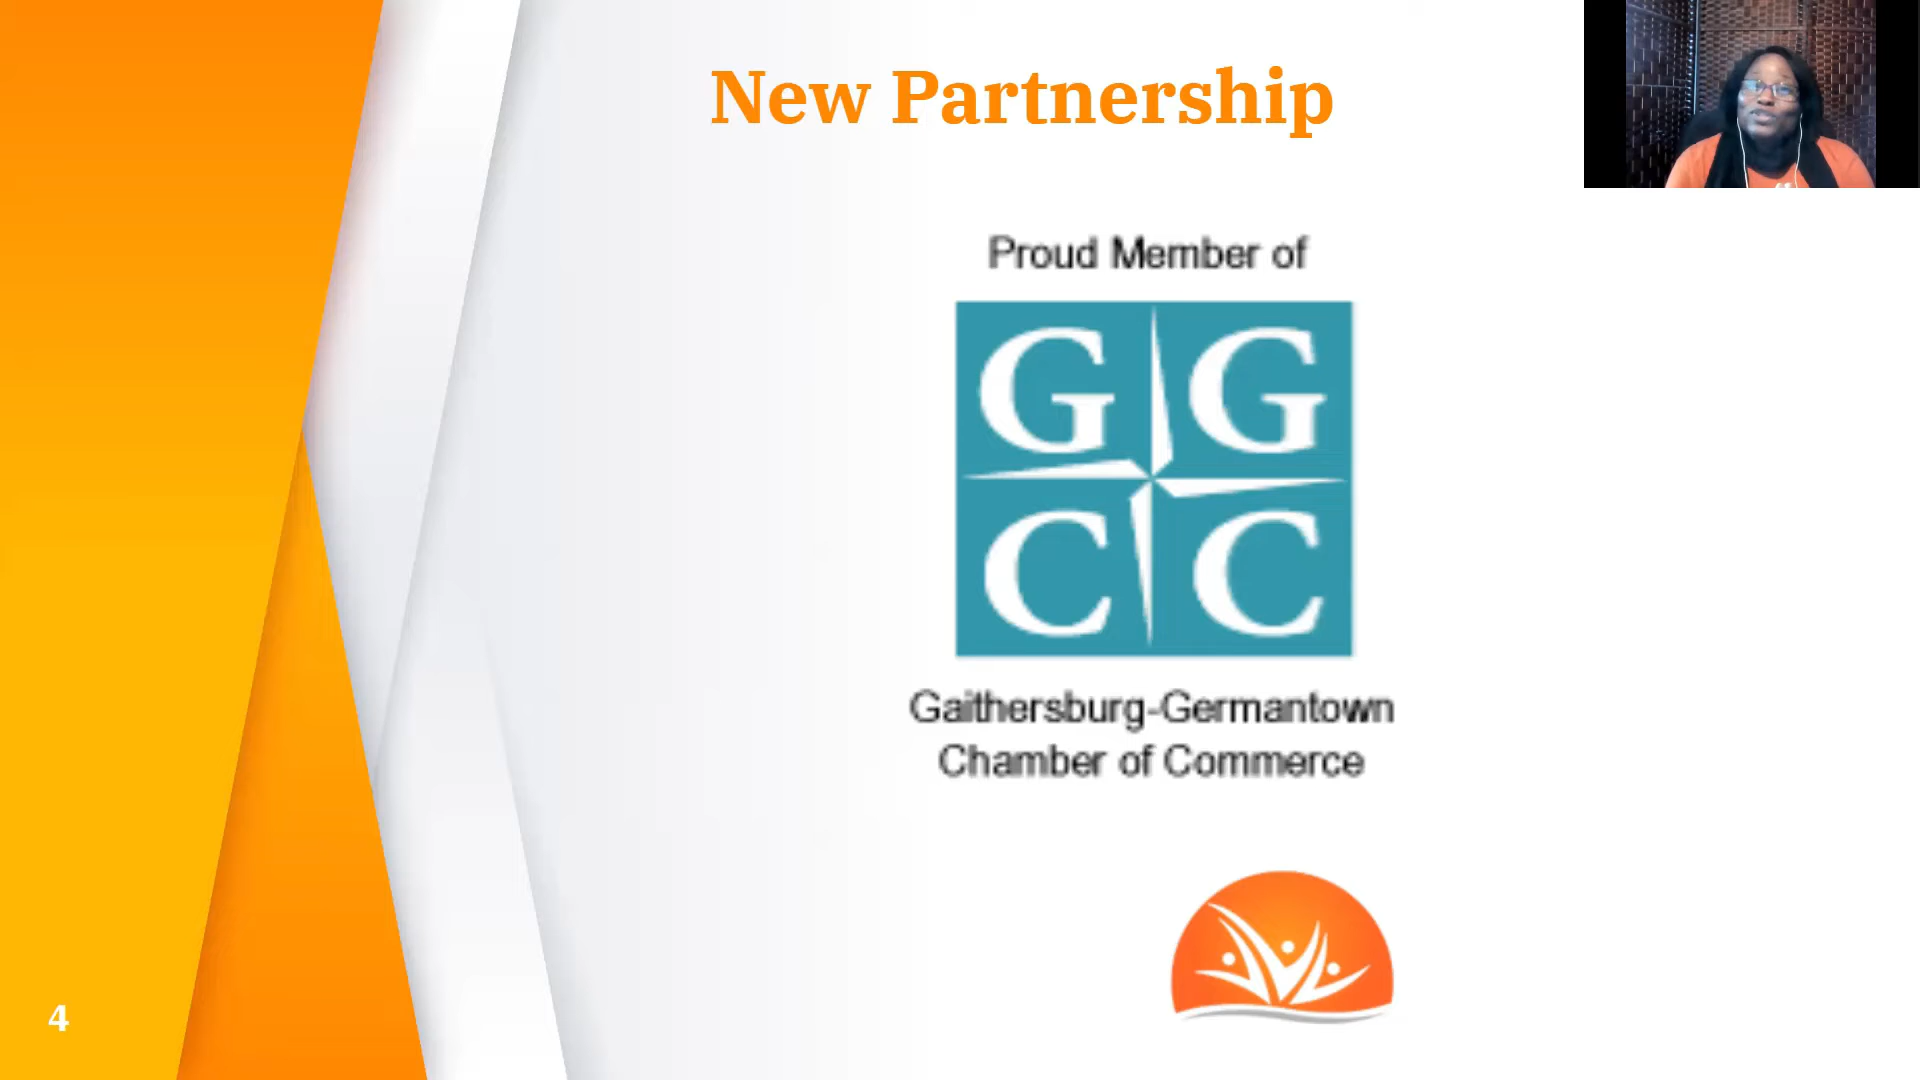 New Partnership
Proud Member of
G G
C C
Gaithersburg-Germantown
Chamber of Commerce
4